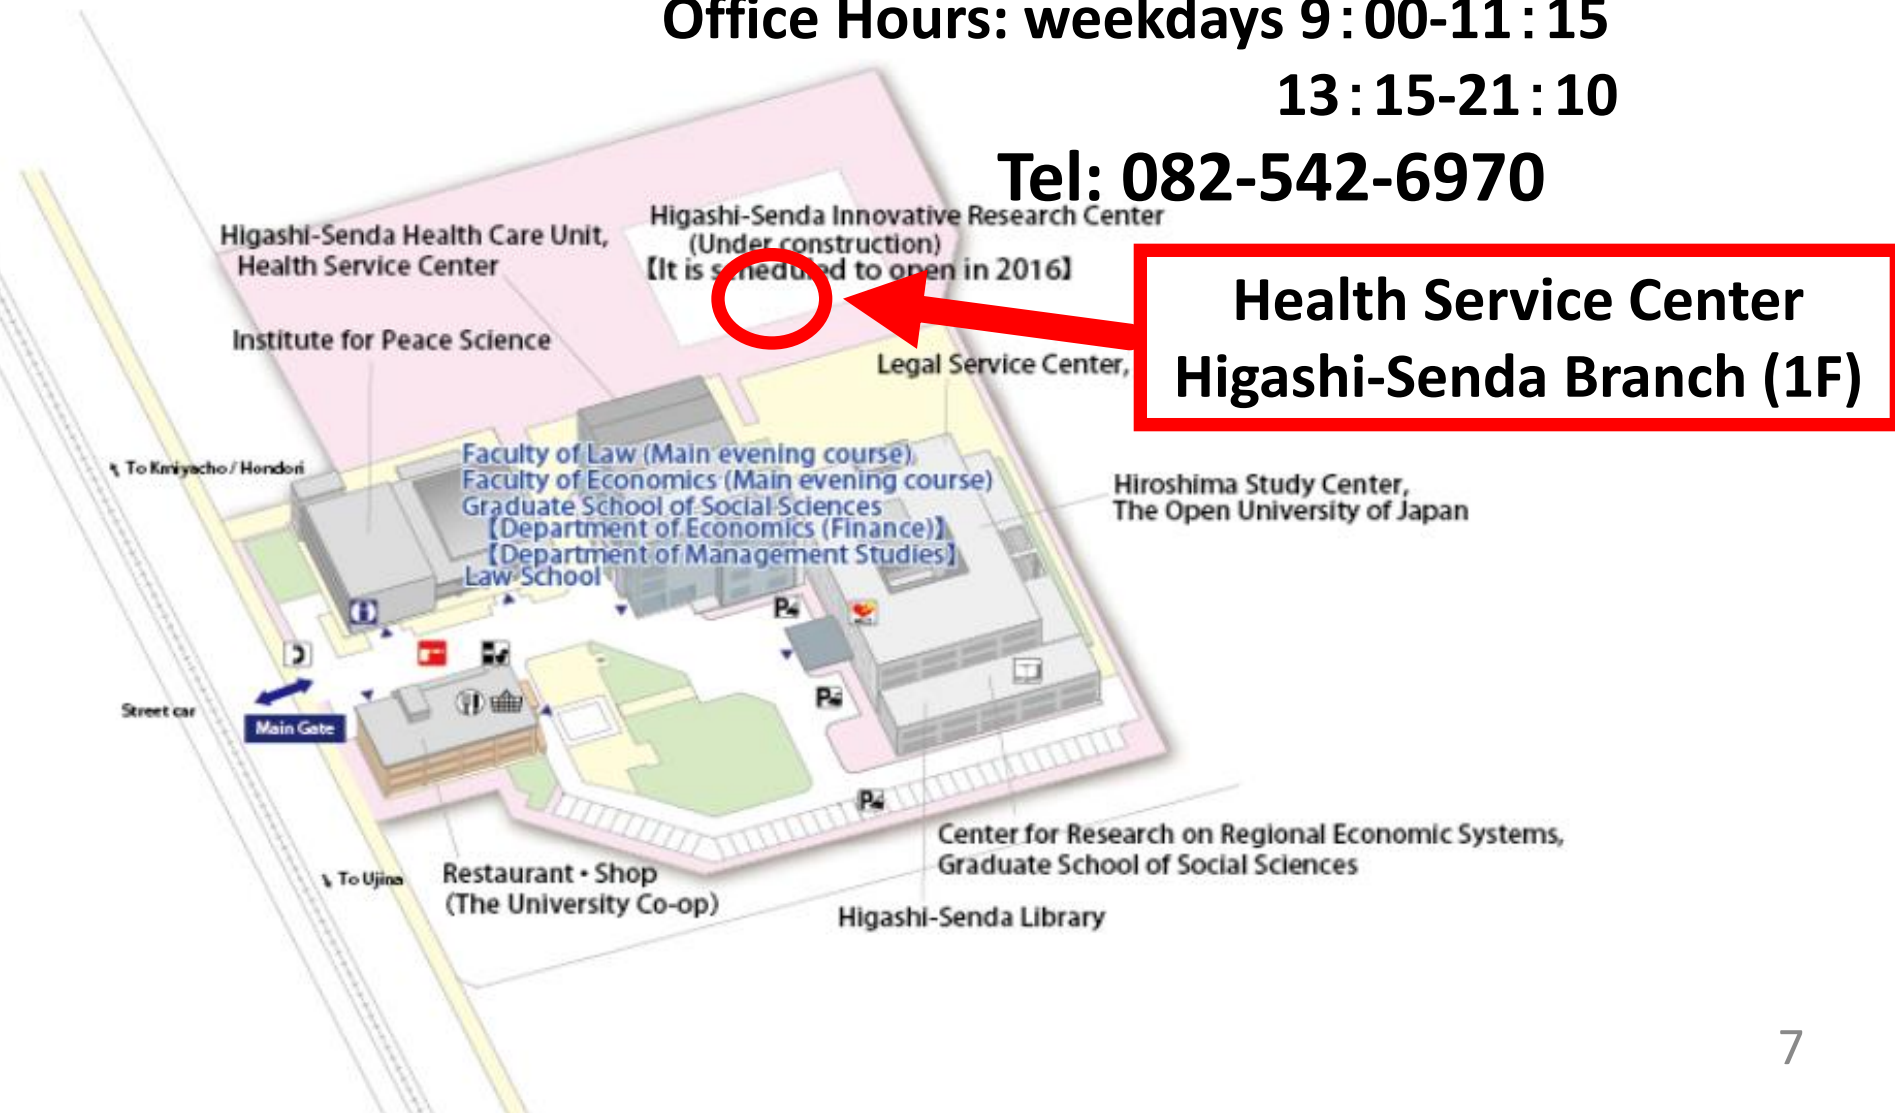 Office Hours: weekdays 9:00-11:15
13:15-21:10
Tel: 082-542-6970
Higashi-Senda Innovative Research Center
(Under construction)
【It is scheduled to open in 2016】
Higashi-Senda Health Care Unit,
Health Service Center
Health Service Center
Higashi-Senda Branch (1F)
Institute for Peace Science
Legal Service Center,
To Kmiyacho / Hondori
Faculty of Law (Main evening course)
Faculty of Economics (Main evening course)
Graduate School of Social Sciences
【Department of Economics (Finance)】
【Department of Management Studies】
Law School
Hiroshima Study Center,
The Open University of Japan
P
P
P
Street car
Main Gate
To Ujina
Restaurant・Shop
(The University Co-op)
Center for Research on Regional Economic Systems,
Graduate School of Social Sciences
Higashi-Senda Library
7